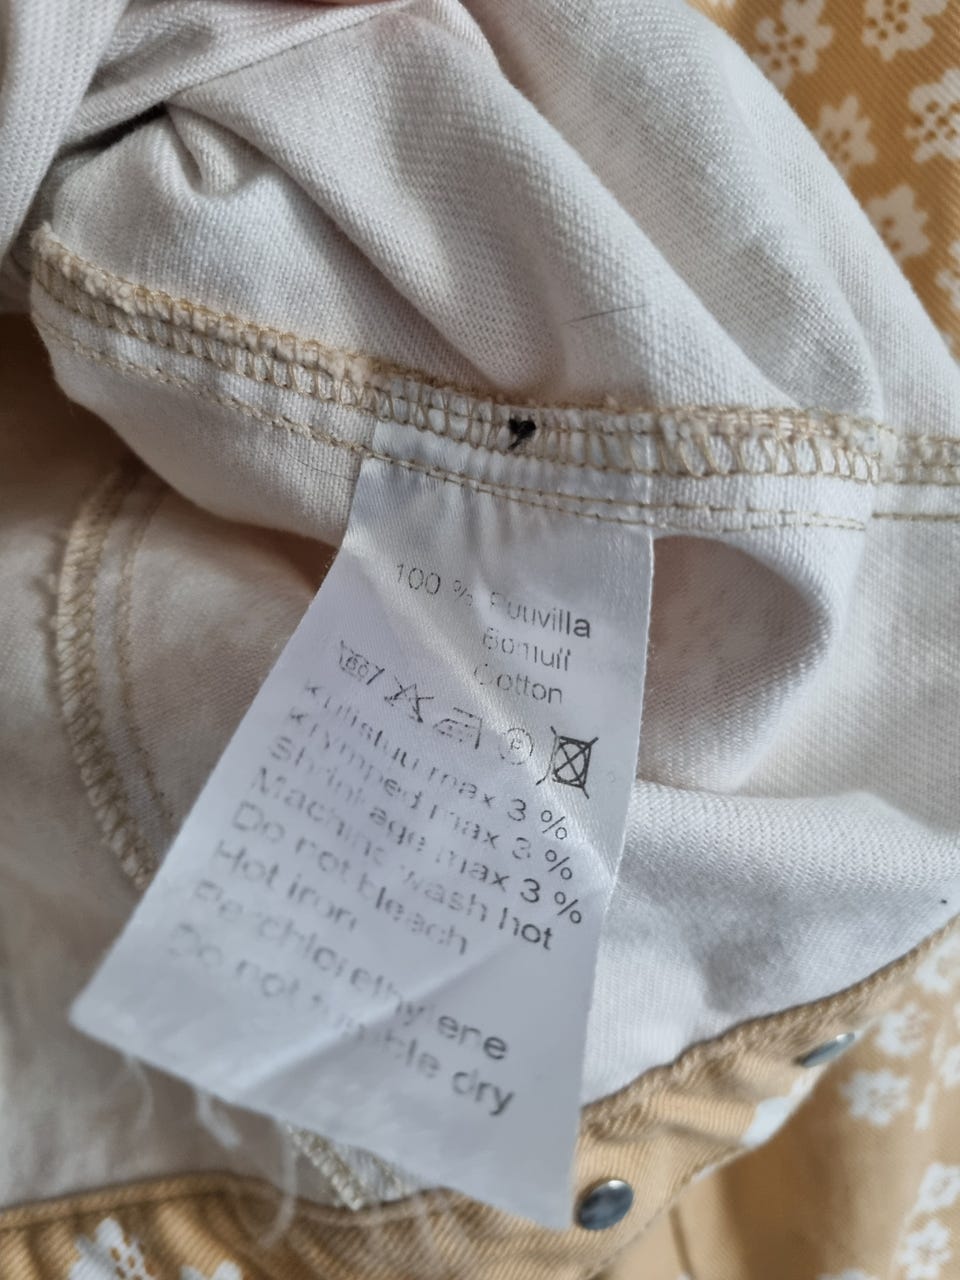 100 % Puuvilla
Bomull
Cotton
60 P
Kutistuu max 3 %
Krymper max 3 %
Shrinkage max 3 %
Machine wash hot
Do not bleach
Hot iron
Perchlorethylene
Do not tumble dry